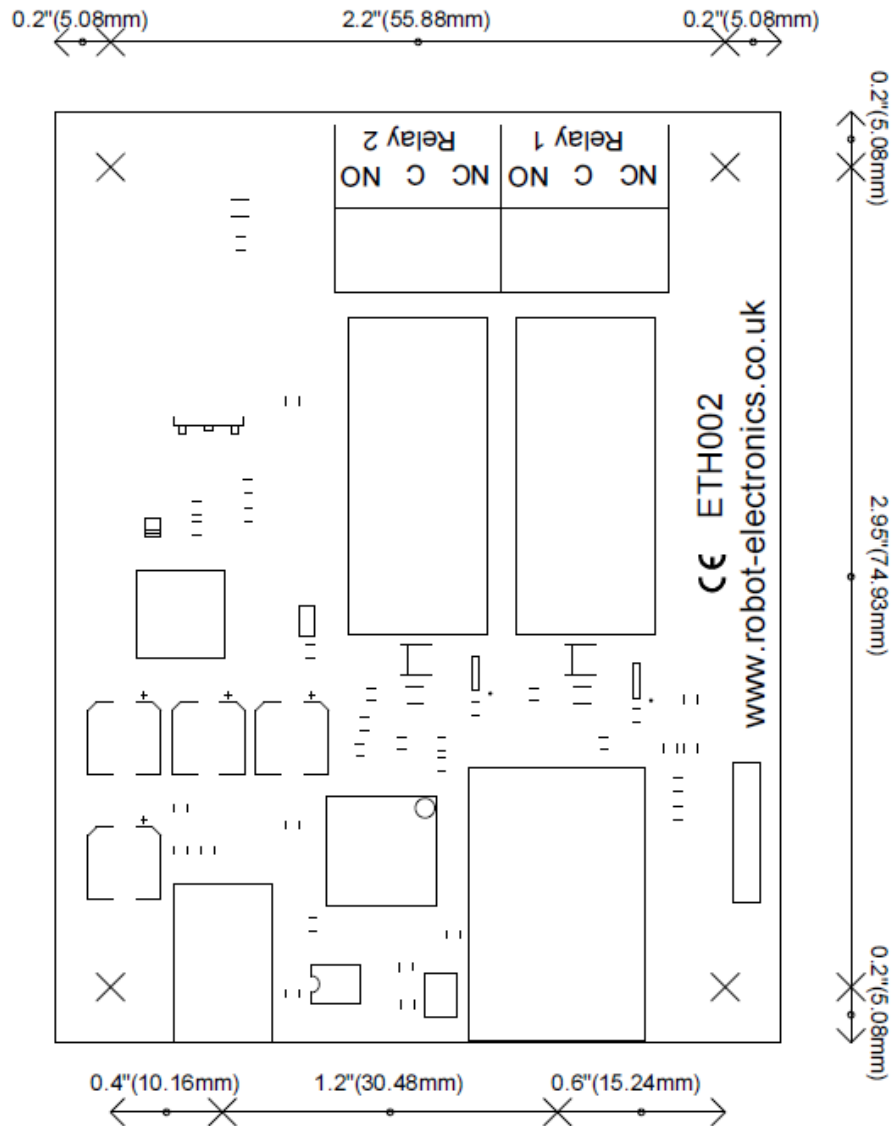 0.2"(5.08mm) 2.2"(55.88mm) 0.2"(5.08mm)
0.2"(5.08mm)
Relay 2 Relay 1
NO C NC NO C NC
www.robot-electronics.co.uk
CE ETH002
2.95"(74.93mm)
+ + +
+
0.2"(5.08mm)
0.4"(10.16mm) 1.2"(30.48mm) 0.6"(15.24mm)